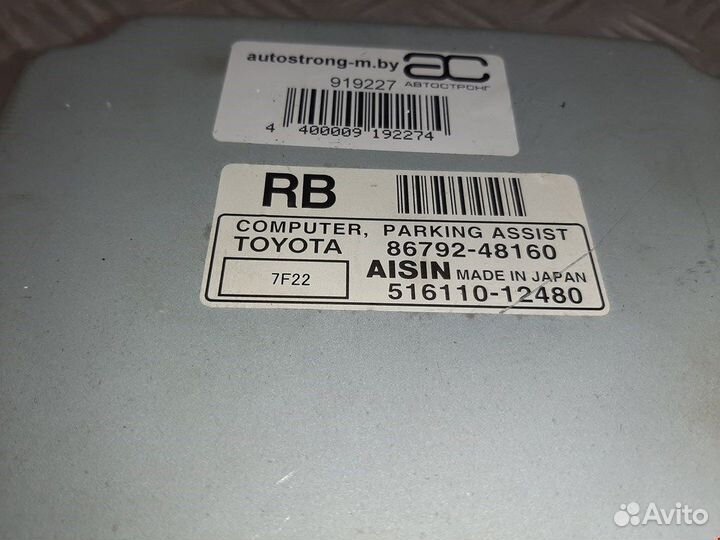 autostrong-m.by ac
919227 АВТОСТРОНГ
4 400009 192274
RB
COMPUTER, PARKING ASSIST
TOYOTA 86792-48160
7F22 AISIN MADE IN JAPAN
516110-12480
Avito